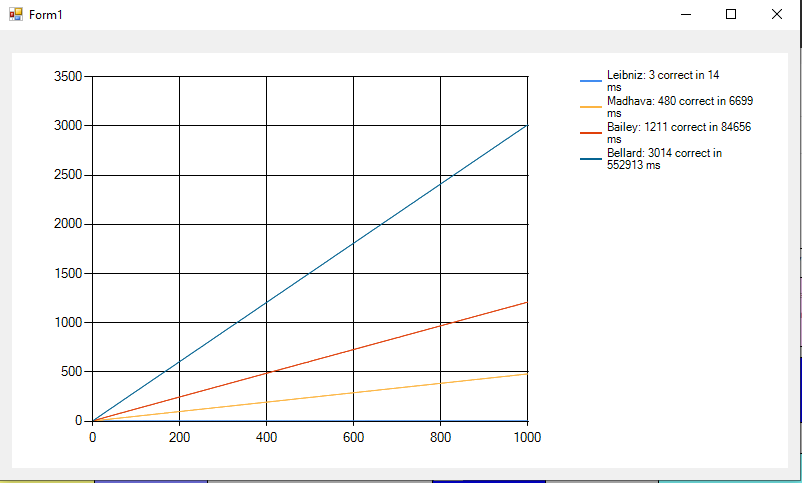 Form1
3500
3000
2500
2000
1500
1000
500
0
0 200 400 600 800 1000
Leibniz: 3 correct in 14
ms
Madhava: 480 correct in 6699
ms
Bailey: 1211 correct in 84656
ms
Bellard: 3014 correct in
552913 ms